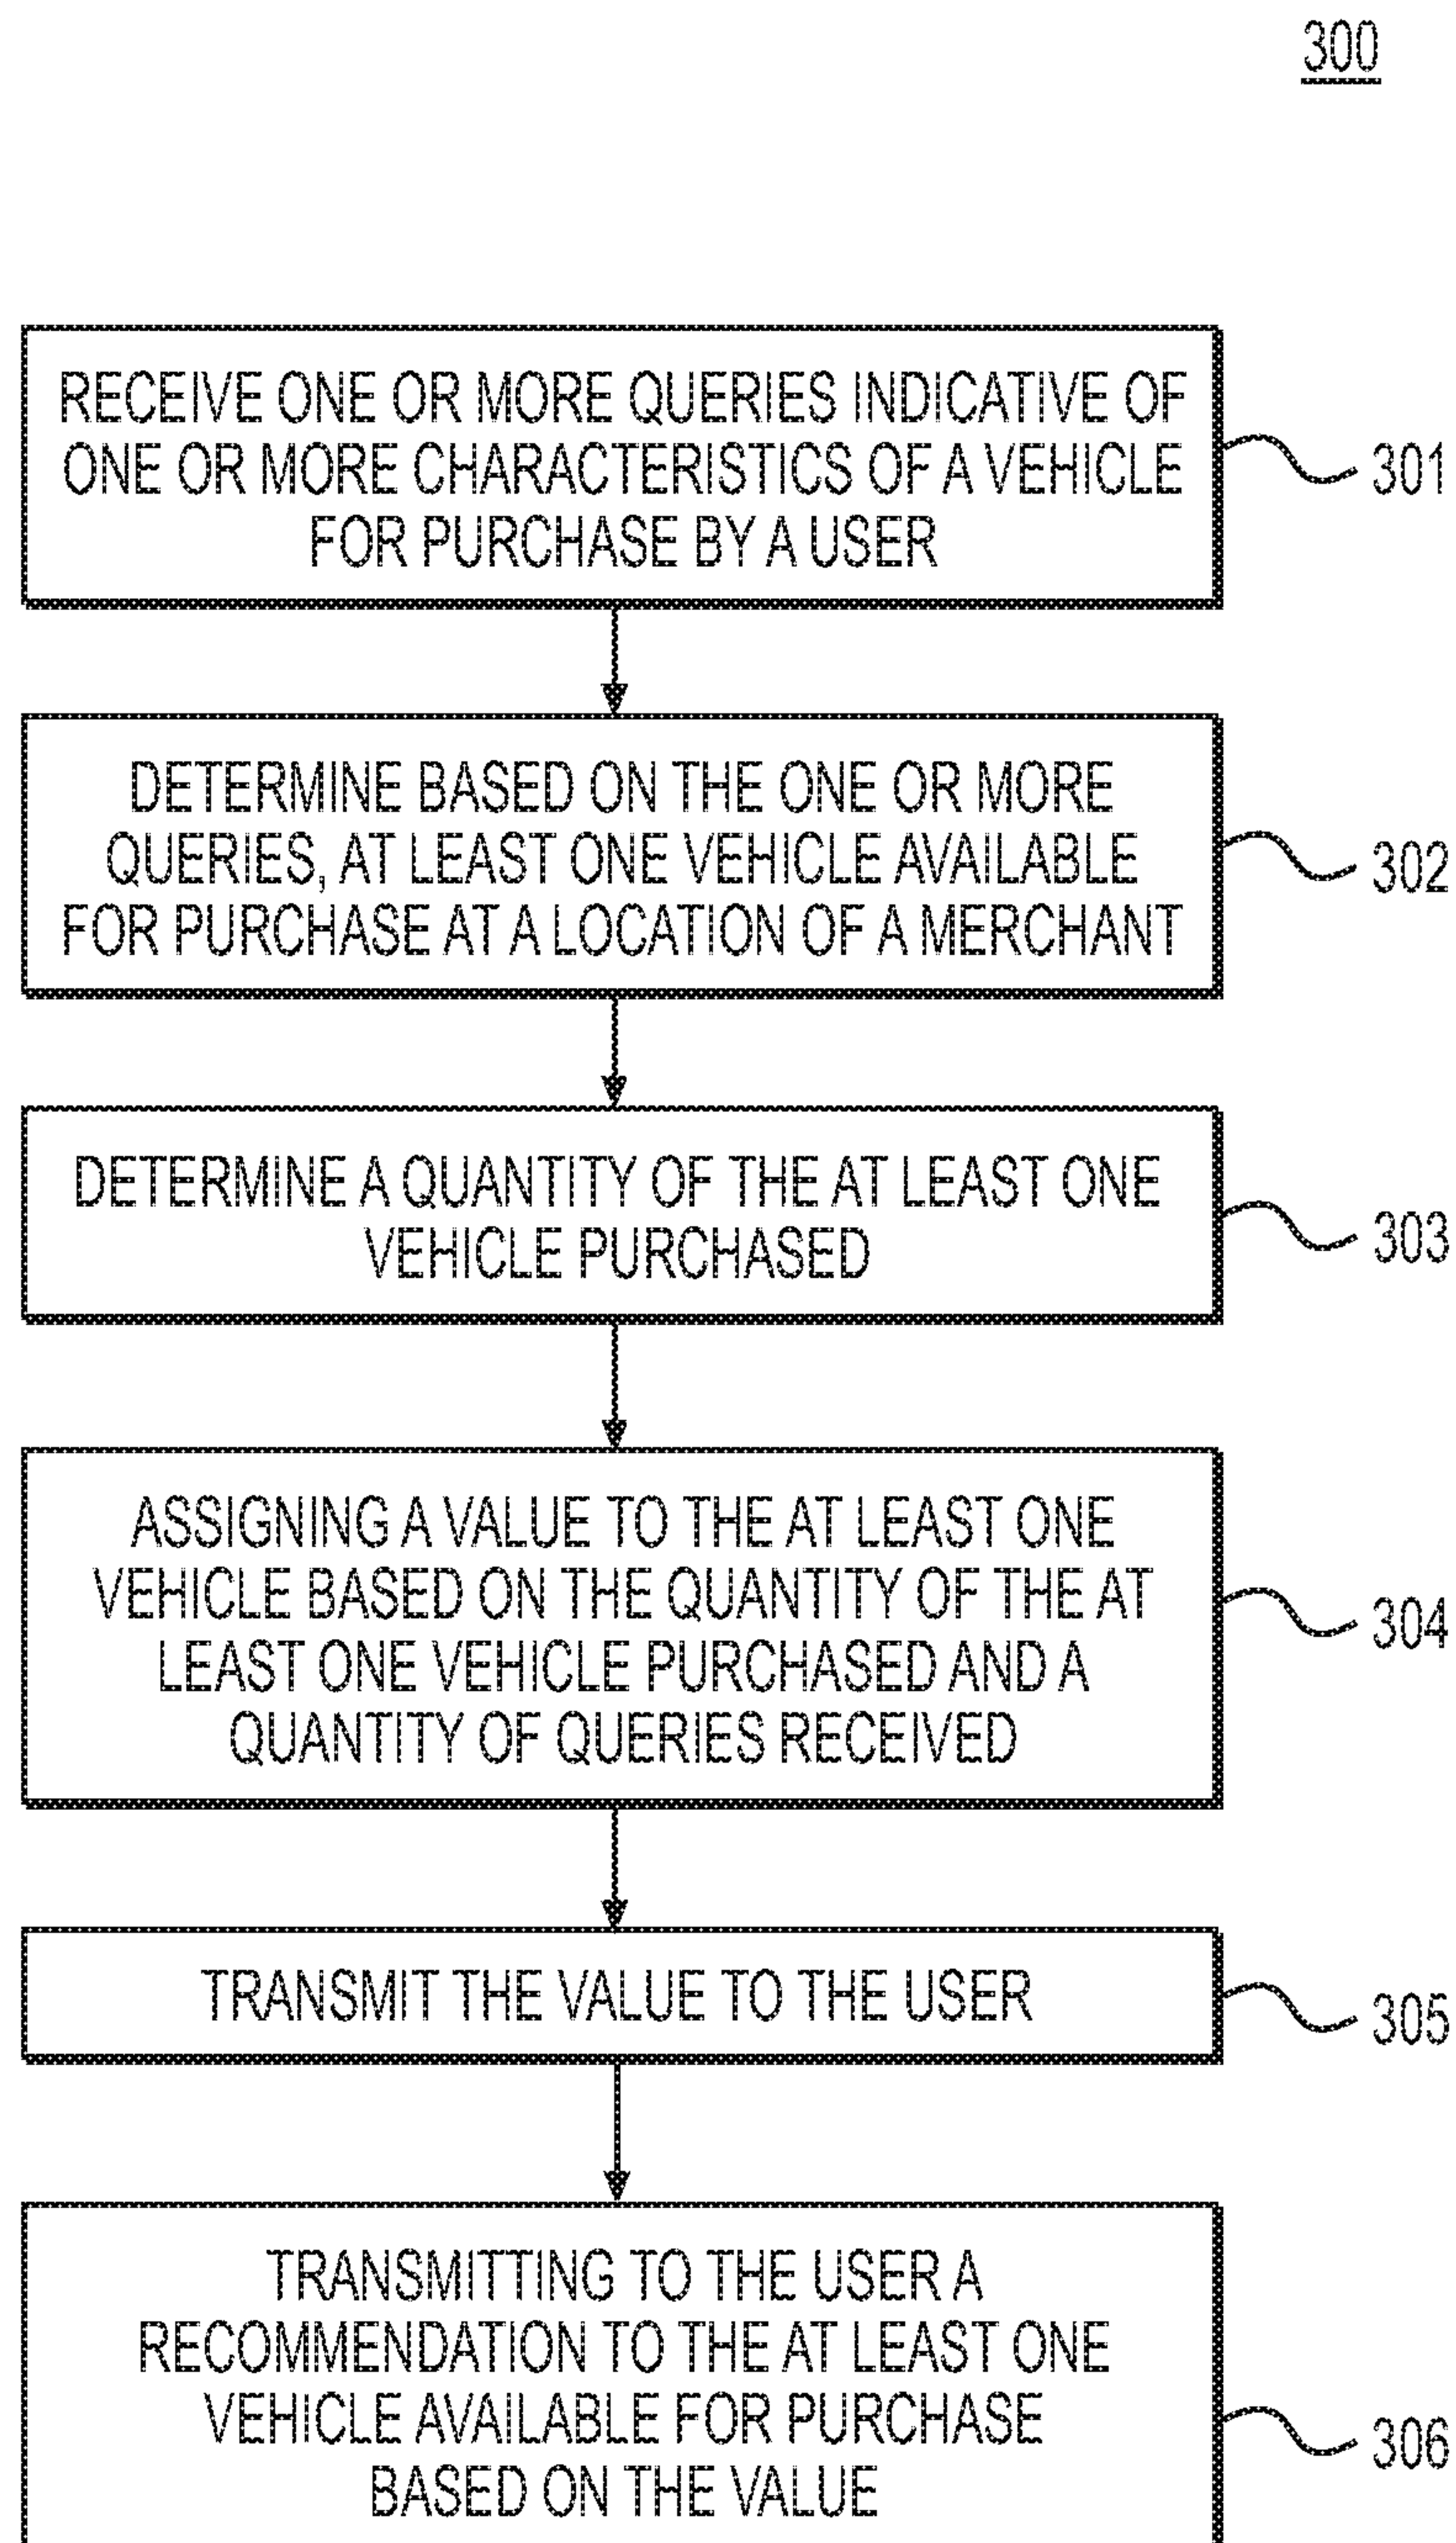 300
RECEIVE ONE OR MORE QUERIES INDICATIVE OF
ONE OR MORE CHARACTERISTICS OF A VEHICLE
FOR PURCHASE BY A USER
301
DETERMINE BASED ON THE ONE OR MORE
QUERIES, AT LEAST ONE VEHICLE AVAILABLE
FOR PURCHASE AT A LOCATION OF A MERCHANT
302
DETERMINE A QUANTITY OF THE AT LEAST ONE
VEHICLE PURCHASED
303
ASSIGNING A VALUE TO THE AT LEAST ONE
VEHICLE BASED ON THE QUANTITY OF THE AT
LEAST ONE VEHICLE PURCHASED AND A
QUANTITY OF QUERIES RECEIVED
304
TRANSMIT THE VALUE TO THE USER
305
TRANSMITTING TO THE USER A
RECOMMENDATION TO THE AT LEAST ONE
VEHICLE AVAILABLE FOR PURCHASE
BASED ON THE VALUE
306